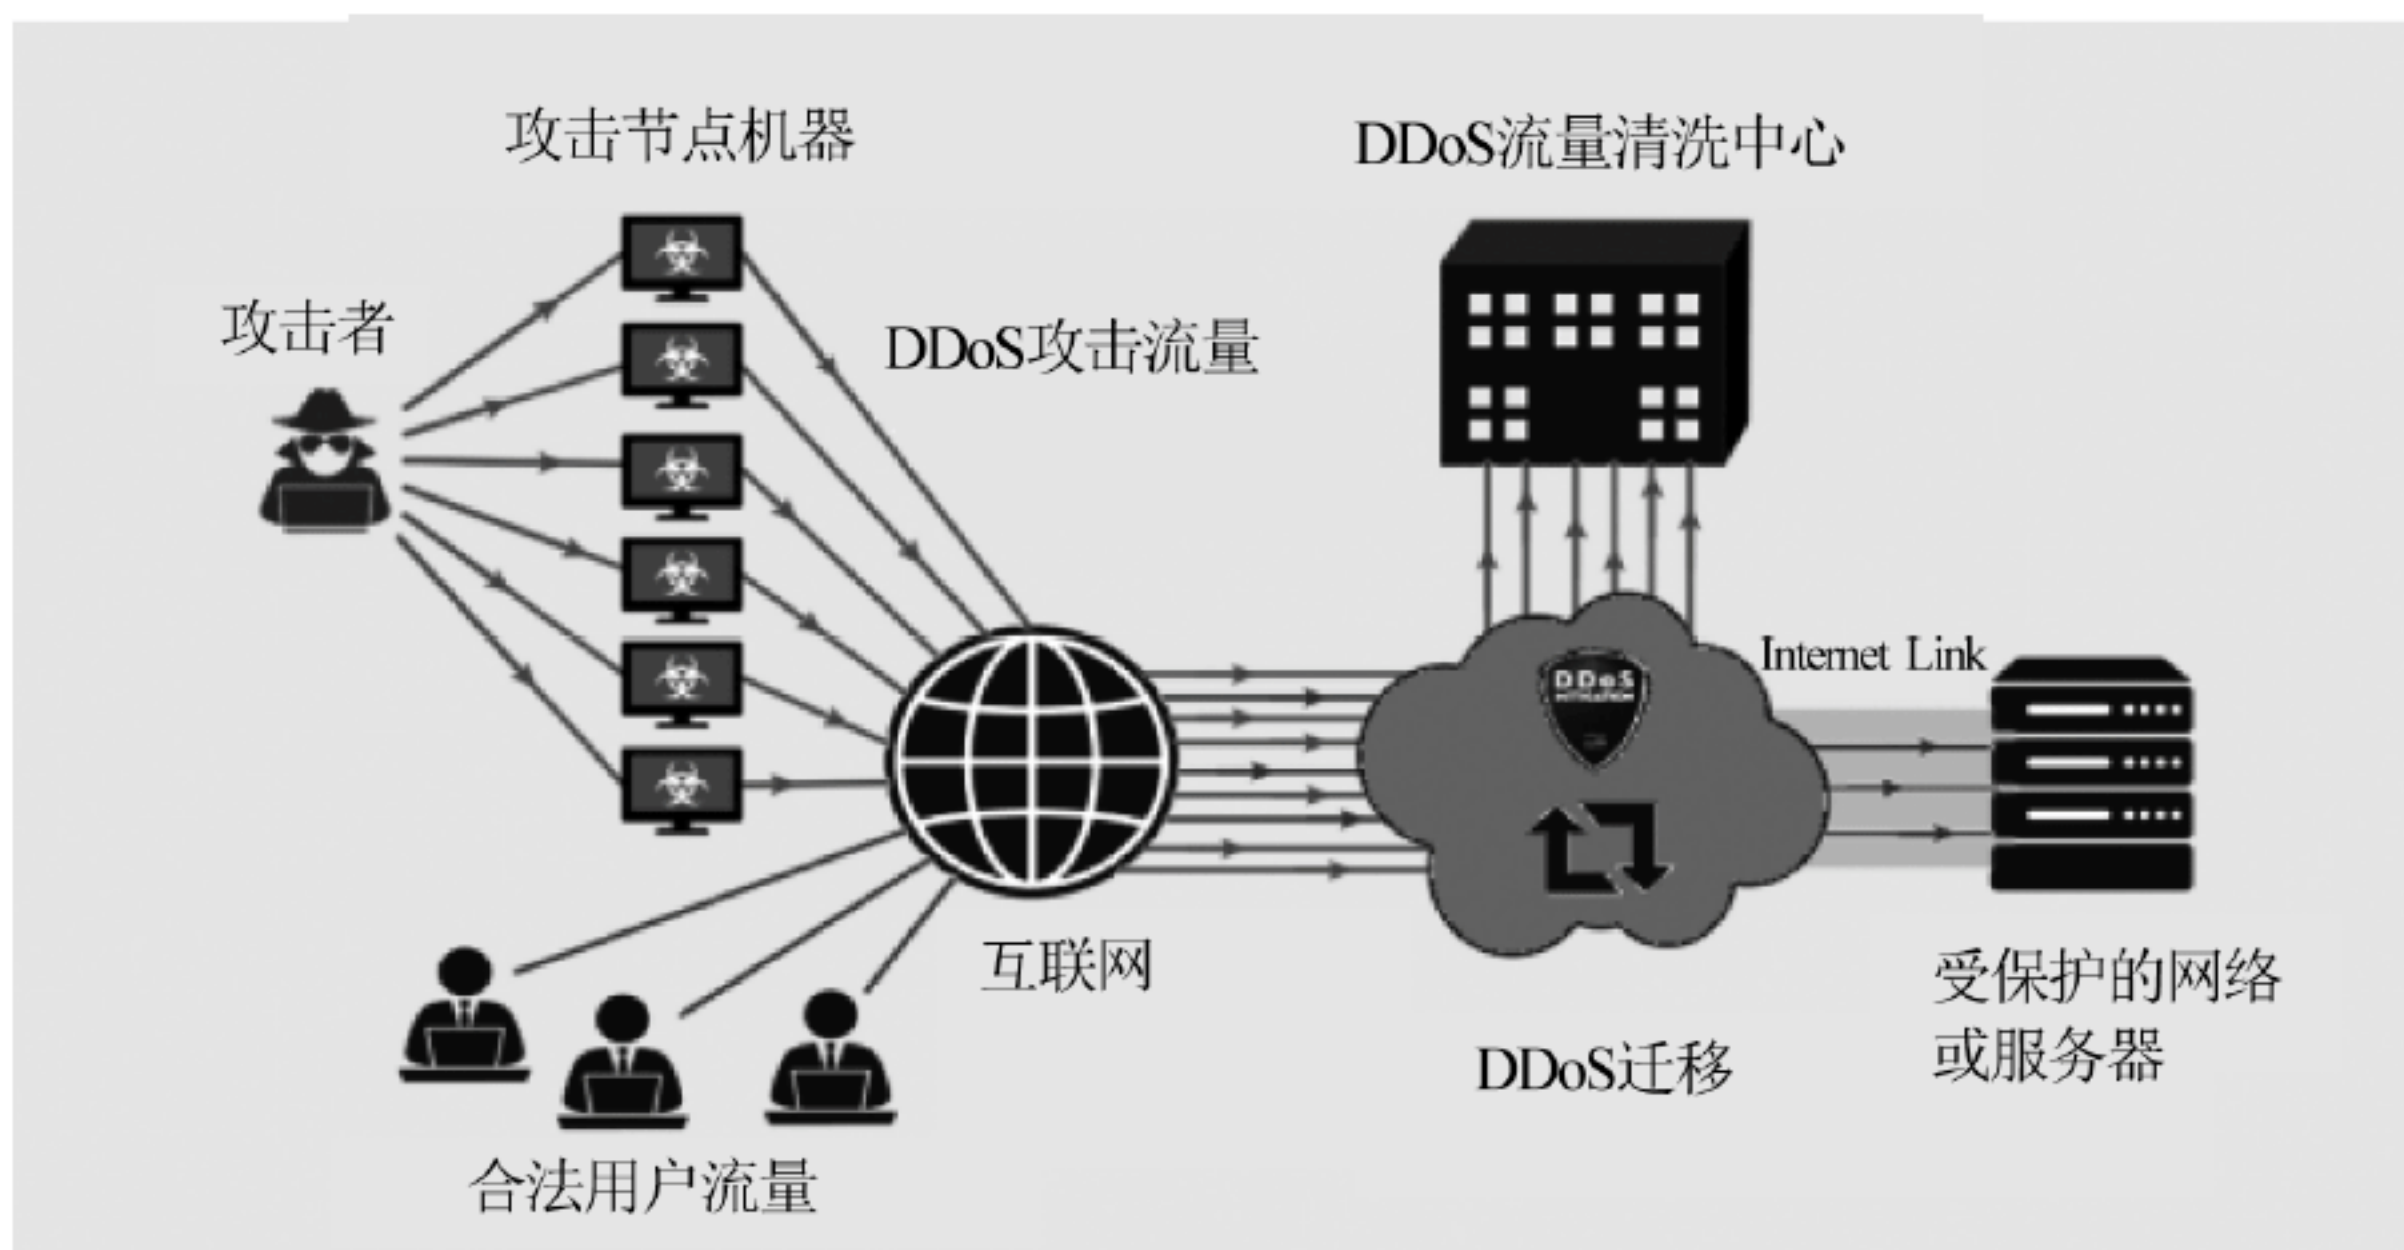 攻击节点机器
DDoS流量清洗中心
攻击者
DDoS攻击流量
Internet Link
DDoS
互联网
受保护的网络
或服务器
DDoS迁移
合法用户流量